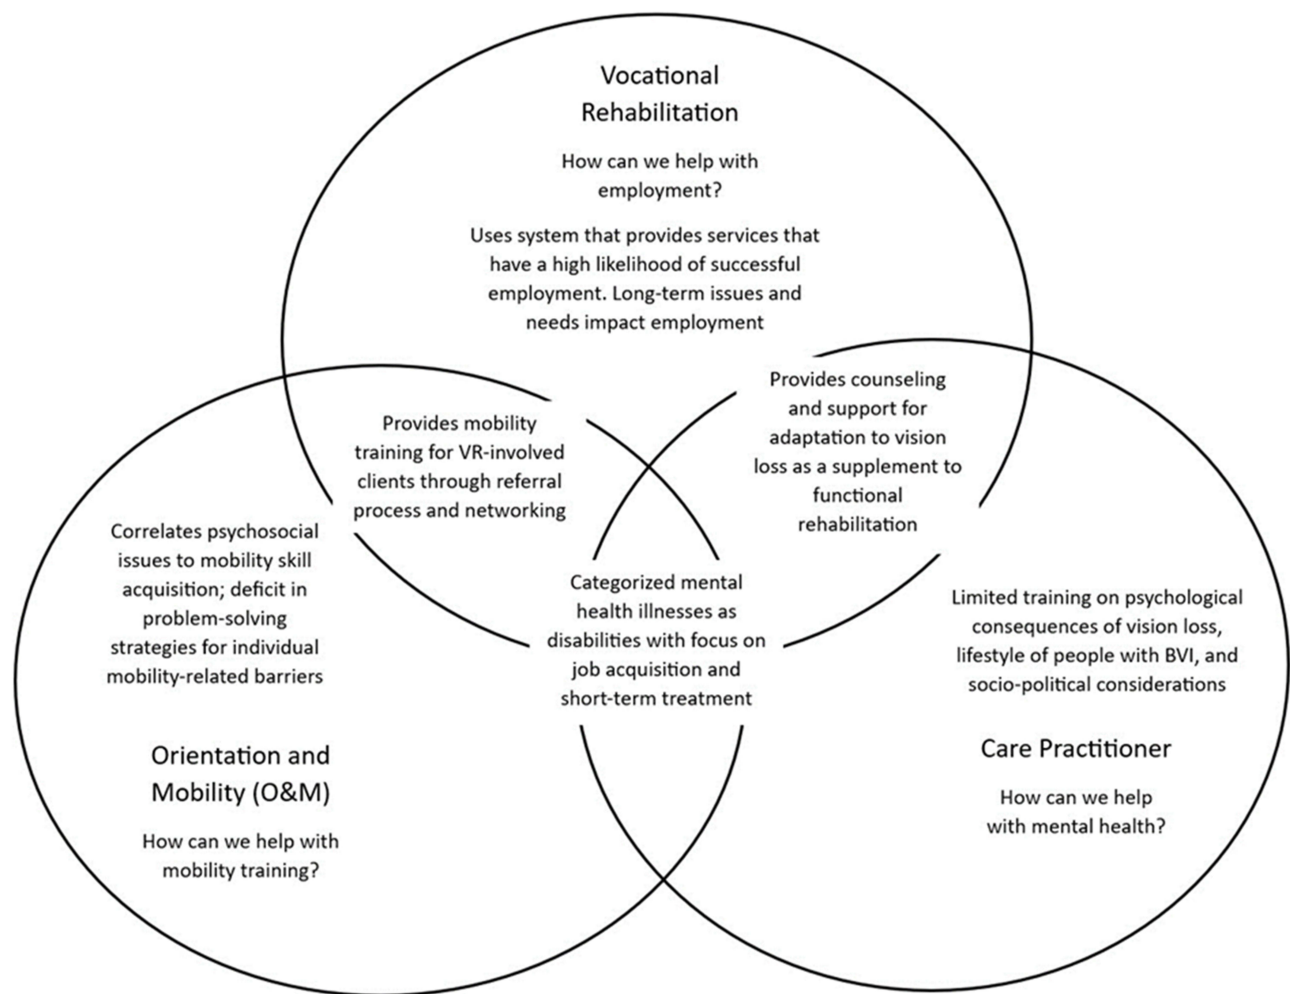 Vocational
Rehabilitation
How can we help with
employment?
Uses system that provides services that
have a high likelihood of successful
employment. Long-term issues and
needs impact employment
Provides mobility
training for VR-involved
clients through referral
process and networking
Provides counseling
and support for
adaptation to vision
loss as a supplement to
functional
rehabilitation
Correlates psychosocial
issues to mobility skill
acquisition; deficit in
problem-solving
strategies for individual
mobility-related barriers
Orientation and
Mobility (O&M)
How can we help with
mobility training?
Categorized mental
health illnesses as
disabilities with focus on
job acquisition and
short-term treatment
Limited training on psychological
consequences of vision loss,
lifestyle of people with BVI, and
socio-political considerations
Care Practitioner
How can we help
with mental health?